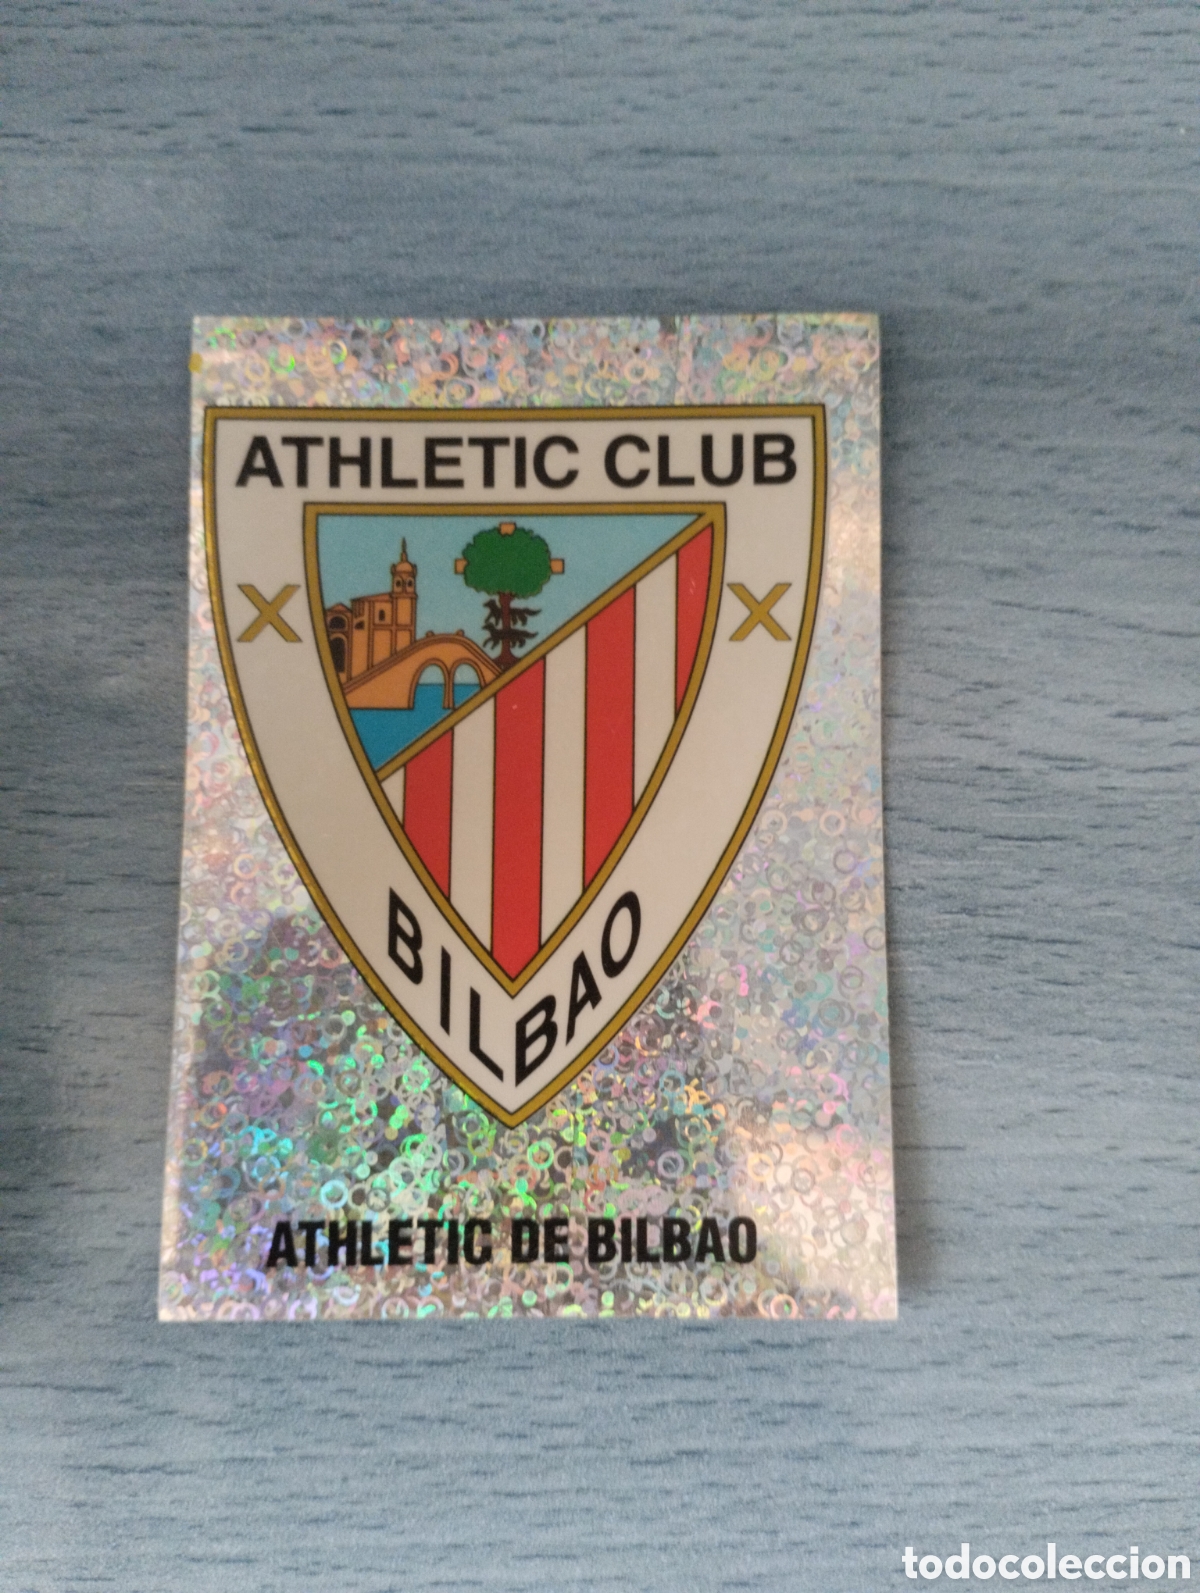 ATHLETIC CLUB
X X
BILBAO
ATHLETIC DE BILBAO
todocoleccion